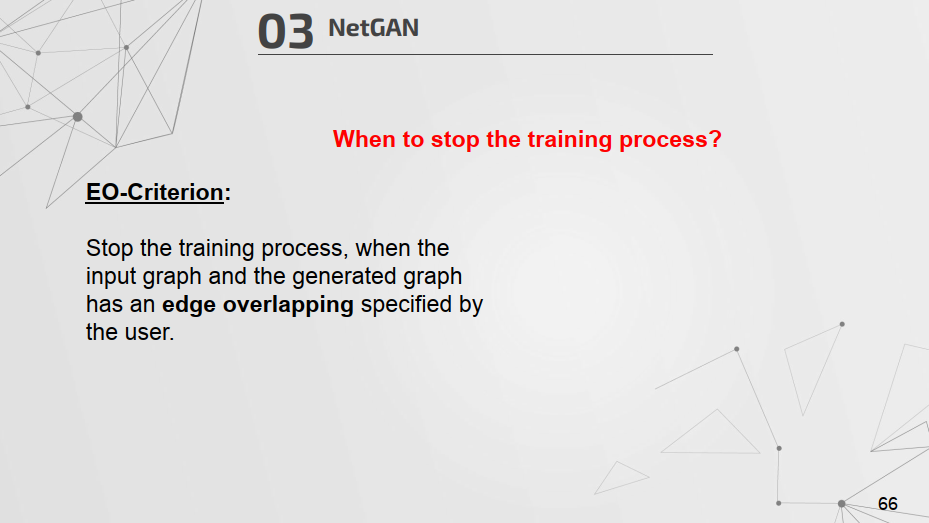 03 NetGAN
When to stop the training process?
EO-Criterion:
Stop the training process, when the
input graph and the generated graph
has an edge overlapping specified by
the user.
66